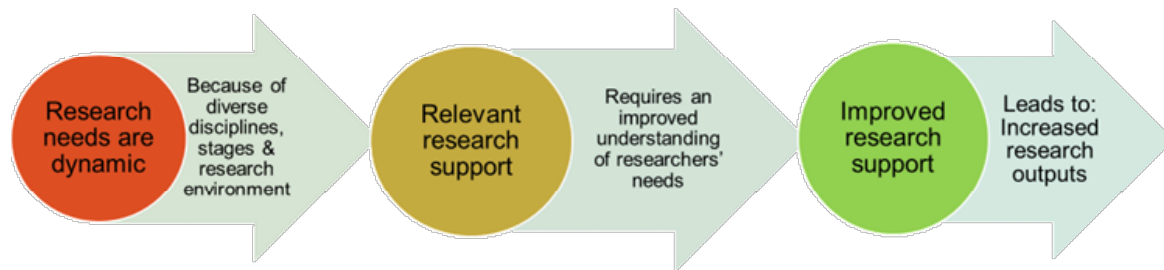 Research
needs are
dynamic
Because of
diverse
disciplines,
stages &
research
environment
Relevant
research
support
Requires an
improved
understanding
of researchers'
needs
Improved
research
support
Leads to:
Increased
research
outputs